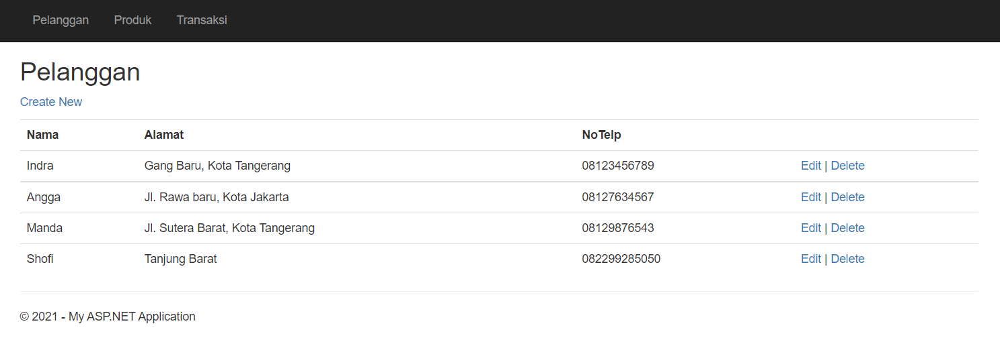 Pelanggan Produk Transaksi
Pelanggan
Create New
Nama Alamat NoTelp
Indra Gang Baru, Kota Tangerang 08123456789 Edit | Delete
Angga Jl. Rawa baru, Kota Jakarta 08127634567 Edit | Delete
Manda Jl. Sutera Barat, Kota Tangerang 08129876543 Edit | Delete
Shofi Tanjung Barat 082299285050 Edit | Delete
© 2021 - My ASP.NET Application